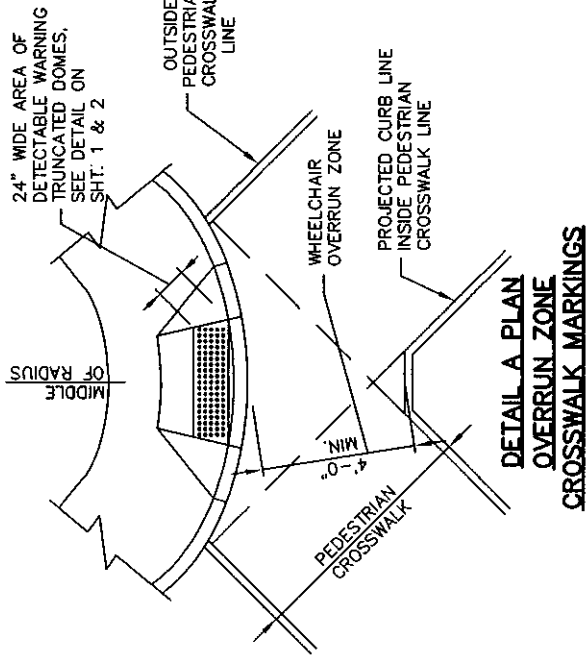 24" WIDE AREA OF
DETECTABLE WARNING
TRUNCATED DOMES,
SEE DETAIL ON
SHT. 1 & 2
OUTSIDE
PEDESTRIAN
CROSSWALK
LINE
MIDDLE
OF RADIUS
WHEELCHAIR
OVERRUN ZONE
PROJECTED CURB LINE
INSIDE PEDESTRIAN
CROSSWALK LINE
4'-0"
MIN.
PEDESTRIAN
CROSSWALK
DETAIL A PLAN
OVERRUN ZONE
CROSSWALK MARKINGS